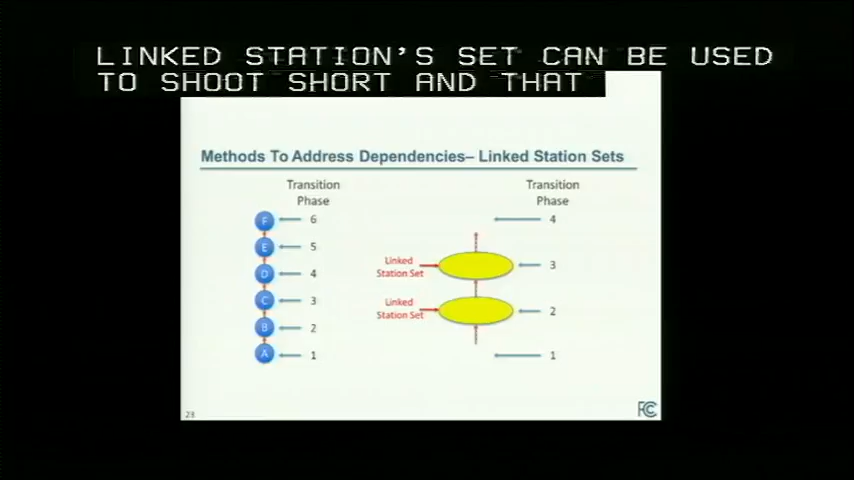 LINKED STATION'S SET CAN BE USED
TO SHOOT SHORT AND THAT
Methods To Address Dependencies– Linked Station Sets
Transition
Phase
F 6
E 5
D 4
C 3
B 2
A 1
Transition
Phase
4
Linked
Station Set
3
Linked
Station Set
2
1
23
FCC